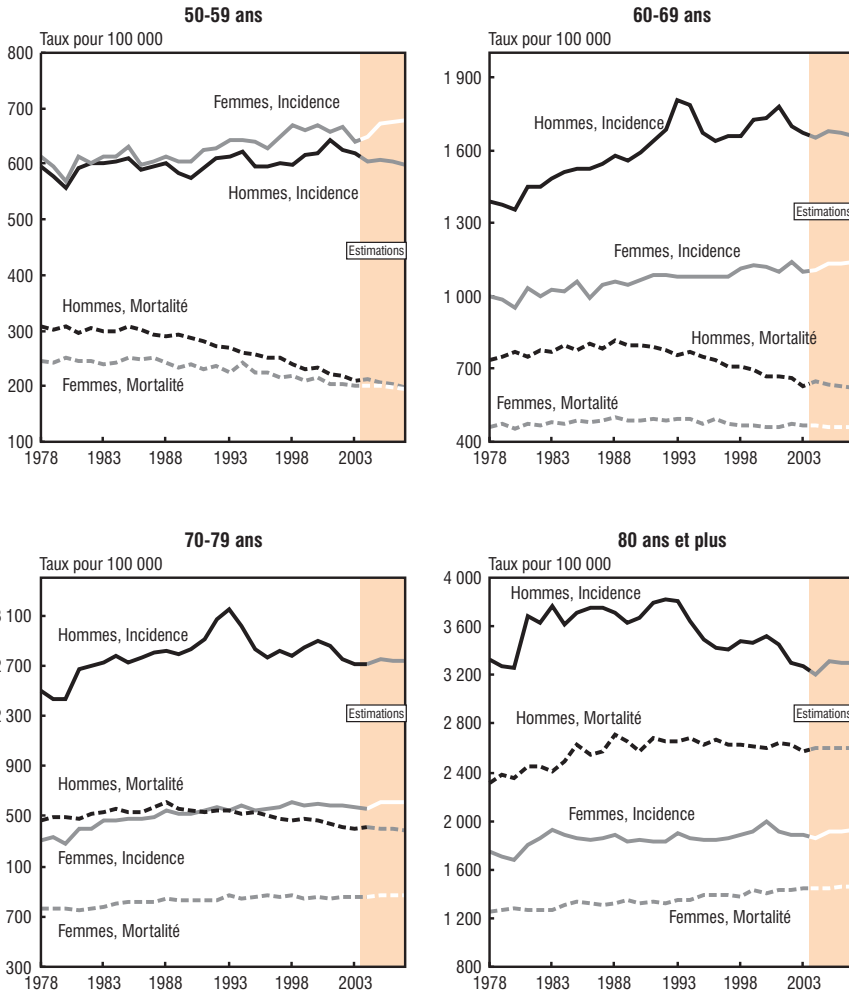 50-59 ans
Taux pour 100 000
800
700
600
500
400
300
200
100
Femmes, Incidence
Hommes, Incidence
Estimations
Hommes, Mortalité
Femmes, Mortalité
1978 1983 1988 1993 1998 2003
60-69 ans
Taux pour 100 000
1 900
1 600
1 300
1 000
700
400
Hommes, Incidence
Estimations
Femmes, Incidence
Hommes, Mortalité
Femmes, Mortalité
1978 1983 1988 1993 1998 2003
70-79 ans
Taux pour 100 000
100
700
300
900
500
100
700
300
Hommes, Incidence
Estimations
Hommes, Mortalité
Femmes, Incidence
Femmes, Mortalité
1978 1983 1988 1993 1998 2003
80 ans et plus
Taux pour 100 000
4 000
3 600
3 200
2 800
2 400
2 000
1 600
1 200
800
Hommes, Incidence
Estimations
Hommes, Mortalité
Femmes, Incidence
Femmes, Mortalité
1978 1983 1988 1993 1998 2003